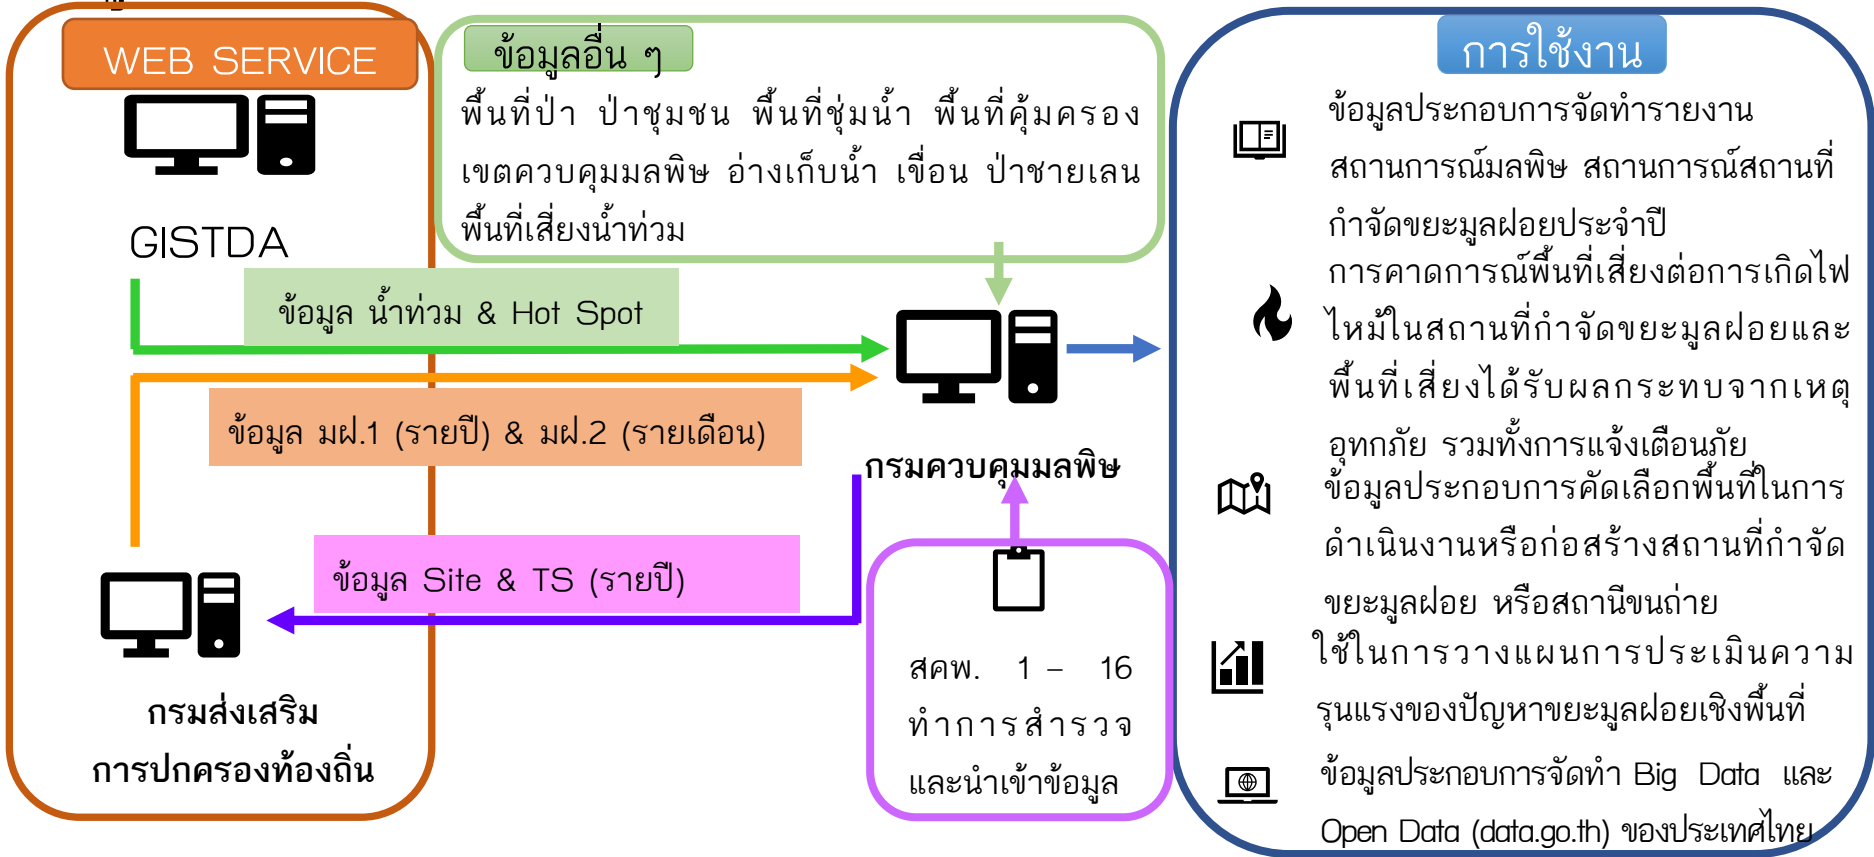 WEB SERVICE
GISTDA
กรมส่งเสริม
การปกครองท้องถิ่น
ข้อมูลอื่น ๆ
พื้นที่ป่า ป่าชุมชน พื้นที่ชุ่มน้ำ พื้นที่คุ้มครอง
เขตควบคุมมลพิษ อ่างเก็บน้ำ เขื่อน ป่าชายเลน
พื้นที่เสี่ยงน้ำท่วม
ข้อมูล น้ำท่วม & Hot Spot
ข้อมูล มฝ.1 (รายปี) & มฝ.2 (รายเดือน)
ข้อมูล Site & TS (รายปี)
กรมควบคุมมลพิษ
สคพ. 1 – 16
ทำการสำรวจ
และนำเข้าข้อมูล
การใช้งาน
ข้อมูลประกอบการจัดทำรายงาน
สถานการณ์มลพิษ สถานการณ์สถานที่
กำจัดขยะมูลฝอยประจำปี
การคาดการณ์พื้นที่เสี่ยงต่อการเกิดไฟ
ไหม้ในสถานที่กำจัดขยะมูลฝอยและ
พื้นที่เสี่ยงได้รับผลกระทบจากเหตุ
อุทกภัย รวมทั้งการแจ้งเตือนภัย
ข้อมูลประกอบการคัดเลือกพื้นที่ในการ
ดำเนินงานหรือก่อสร้างสถานที่กำจัด
ขยะมูลฝอย หรือสถานีขนถ่าย
ใช้ในการวางแผนการประเมินความ
รุนแรงของปัญหาขยะมูลฝอยเชิงพื้นที่
ข้อมูลประกอบการจัดทำ Big Data และ
Open Data (data.go.th) ของประเทศไทย